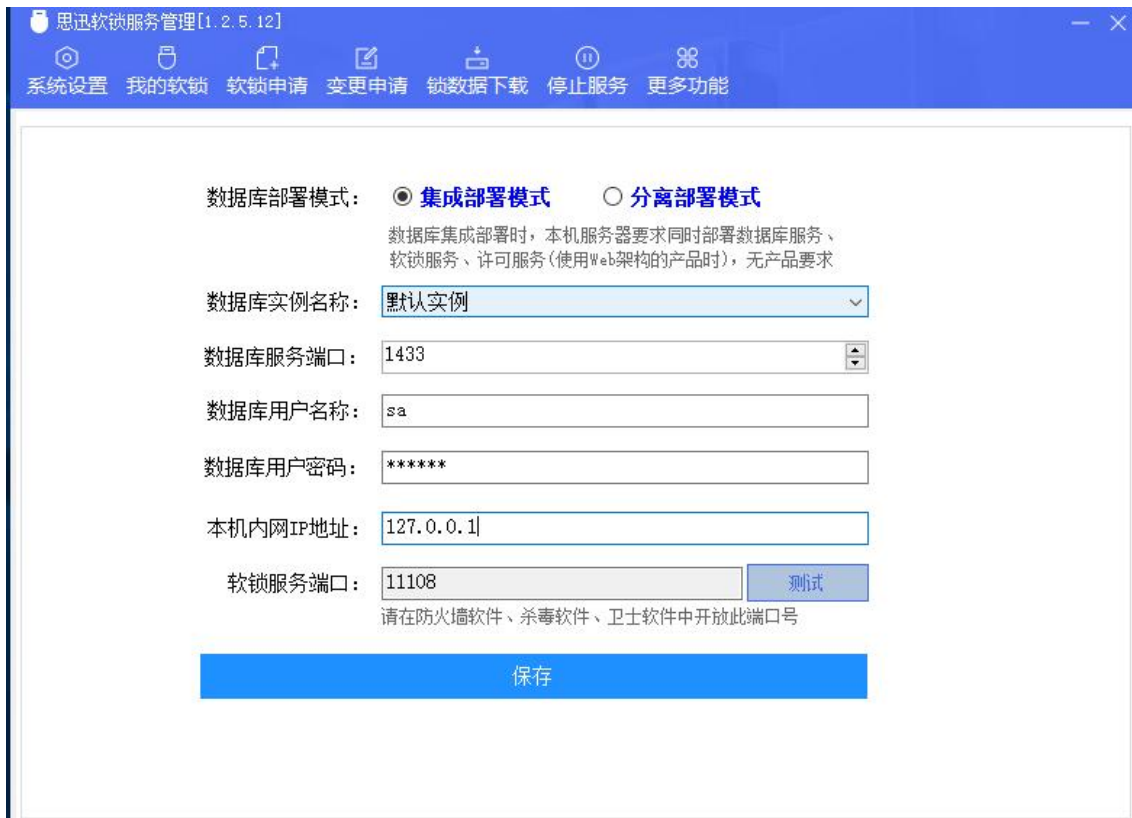 思迅软锁服务管理[1.2.5.12]
系统设置 我的软锁 软锁申请 变更申请 锁数据下载 停止服务 更多功能
数据库部署模式： 集成部署模式 分离部署模式
数据库集成部署时，本机服务器要求同时部署数据库服务、
软锁服务、许可服务(使用Web架构的产品时)，无产品要求
数据库实例名称： 默认实例
数据库服务端口： 1433
数据库用户名称： sa
数据库用户密码： ******
本机内网IP地址： 127.0.0.1
软锁服务端口： 11108 测试
请在防火墙软件、杀毒软件、卫士软件中开放此端口号
保存